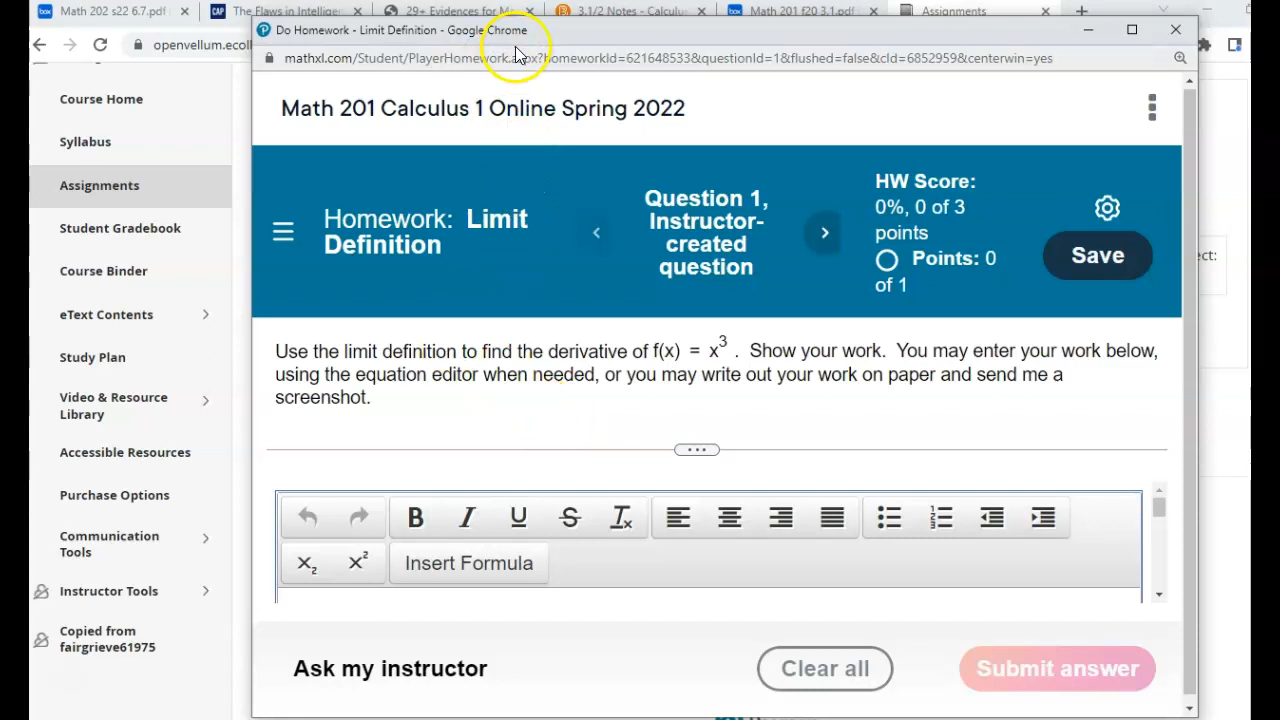 Math 202 s22 6.7.pdf
CAP The Flaws in Intellige
29+ Evidences for M
3.1/2 Notes - Calculu
Math 201 f20 3.1.pdf
Assignments
Do Homework - Limit Definition - Google Chrome
openvellum.ecoll
mathxl.com/Student/PlayerHomework.aspx?homeworkId=621648533&questionId=1&flushed=false&cId=6852959&centerwin=yes
Course Home
Syllabus
Assignments
Student Gradebook
Course Binder
eText Contents
Study Plan
Video & Resource
Library
Accessible Resources
Purchase Options
Communication
Tools
Instructor Tools
Copied from
fairgrieve61975
Math 201 Calculus 1 Online Spring 2022
Homework: Limit
Definition
Question 1,
Instructor-
created
question
HW Score:
0%, 0 of 3
points
Points: 0
of 1
Save
ect:
Use the limit definition to find the derivative of f(x) = x³ . Show your work. You may enter your work below,
using the equation editor when needed, or you may write out your work on paper and send me a
screenshot.
B I U S Tx
X₂ X² Insert Formula
Ask my instructor
Clear all
Submit answer